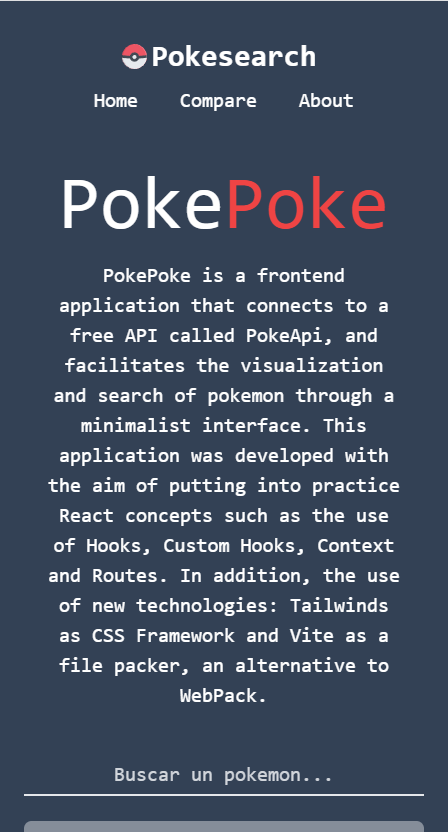 Pokesearch
Home Compare About
PokePoke
PokePoke is a frontend
application that connects to a
free API called PokeApi, and
facilitates the visualization
and search of pokemon through a
minimalist interface. This
application was developed with
the aim of putting into practice
React concepts such as the use
of Hooks, Custom Hooks, Context
and Routes. In addition, the use
of new technologies: Tailwinds
as CSS Framework and Vite as a
file packer, an alternative to
WebPack.
Buscar un pokemon...